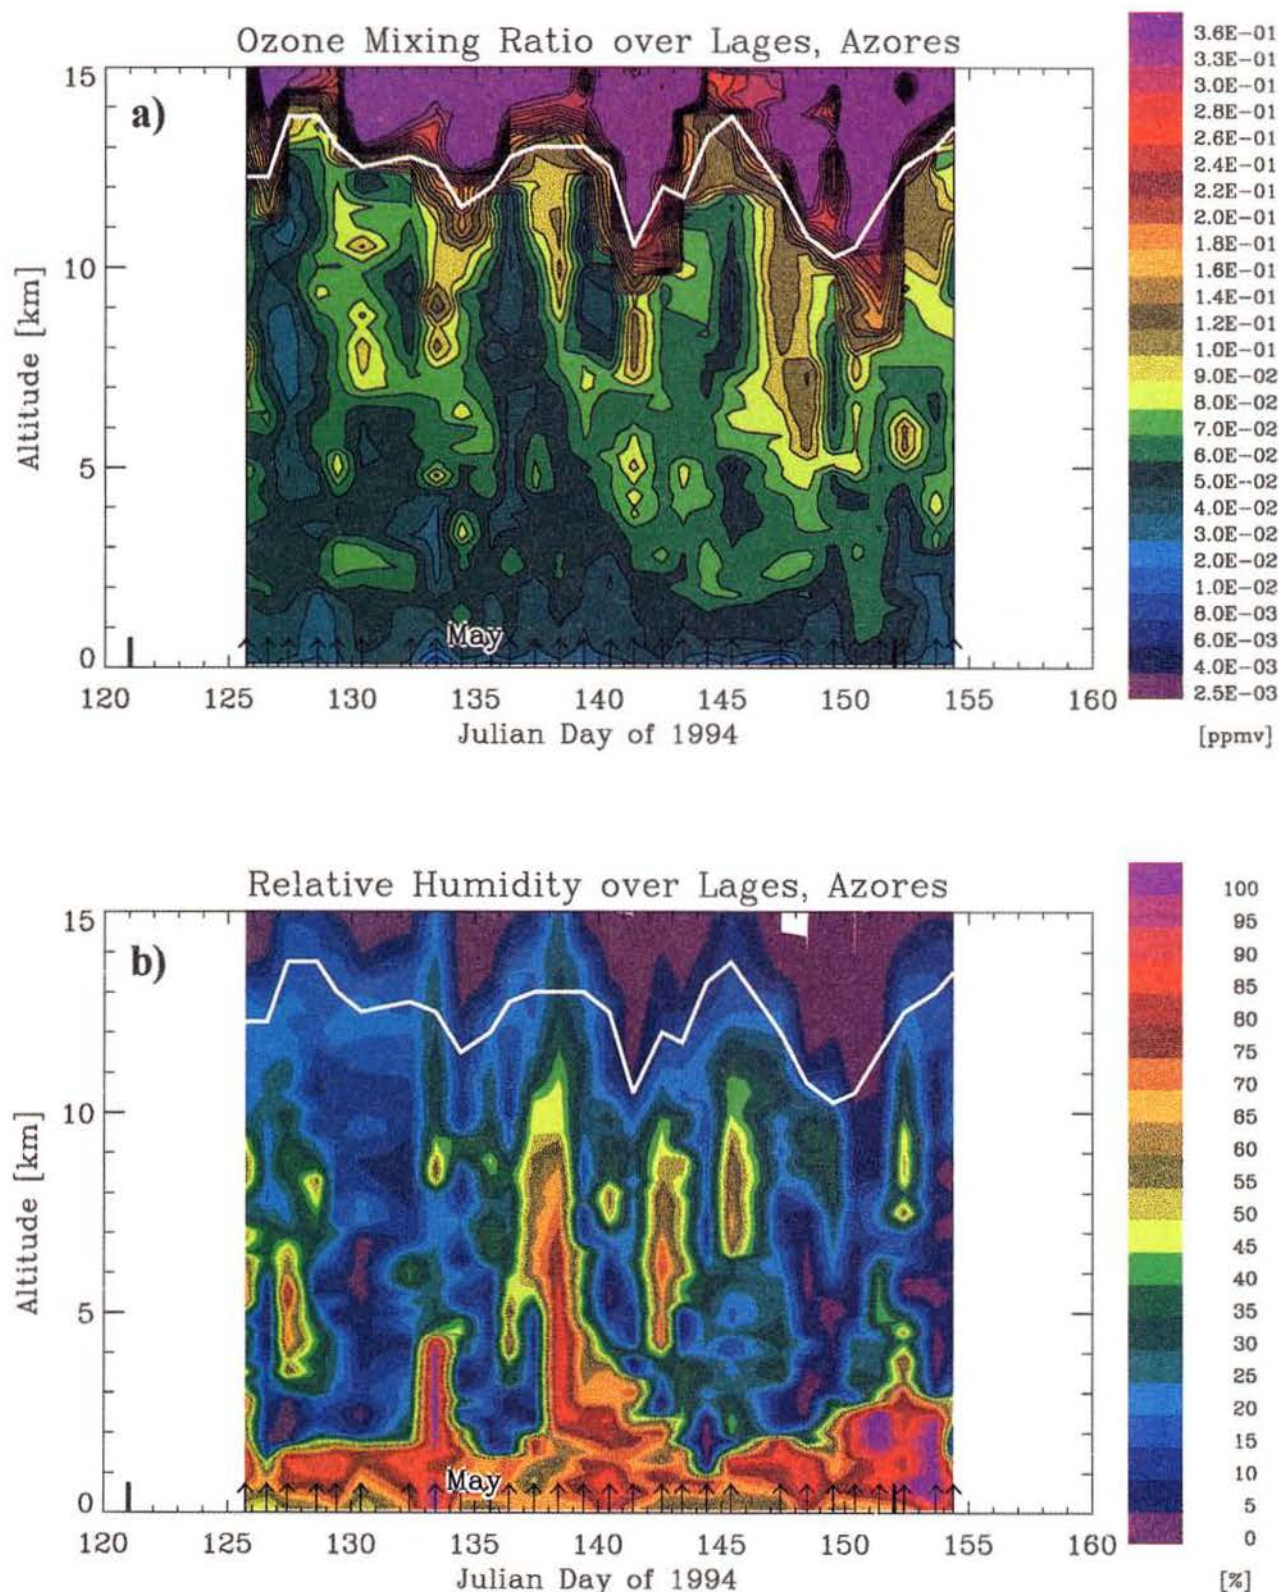 Ozone Mixing Ratio over Lages, Azores
a)
15
10
5
0
Altitude [km]
May
120 125 130 135 140 145 150 155 160
Julian Day of 1994
3.6E-01
3.3E-01
3.0E-01
2.8E-01
2.6E-01
2.4E-01
2.2E-01
2.0E-01
1.8E-01
1.6E-01
1.4E-01
1.2E-01
1.0E-01
9.0E-02
8.0E-02
7.0E-02
6.0E-02
5.0E-02
4.0E-02
3.0E-02
2.0E-02
1.0E-02
8.0E-03
6.0E-03
4.0E-03
2.5E-03
[ppmv]
Relative Humidity over Lages, Azores
b)
15
10
5
0
Altitude [km]
May
120 125 130 135 140 145 150 155 160
Julian Day of 1994
100
95
90
85
80
75
70
65
60
55
50
45
40
35
30
25
20
15
10
5
0
[%]